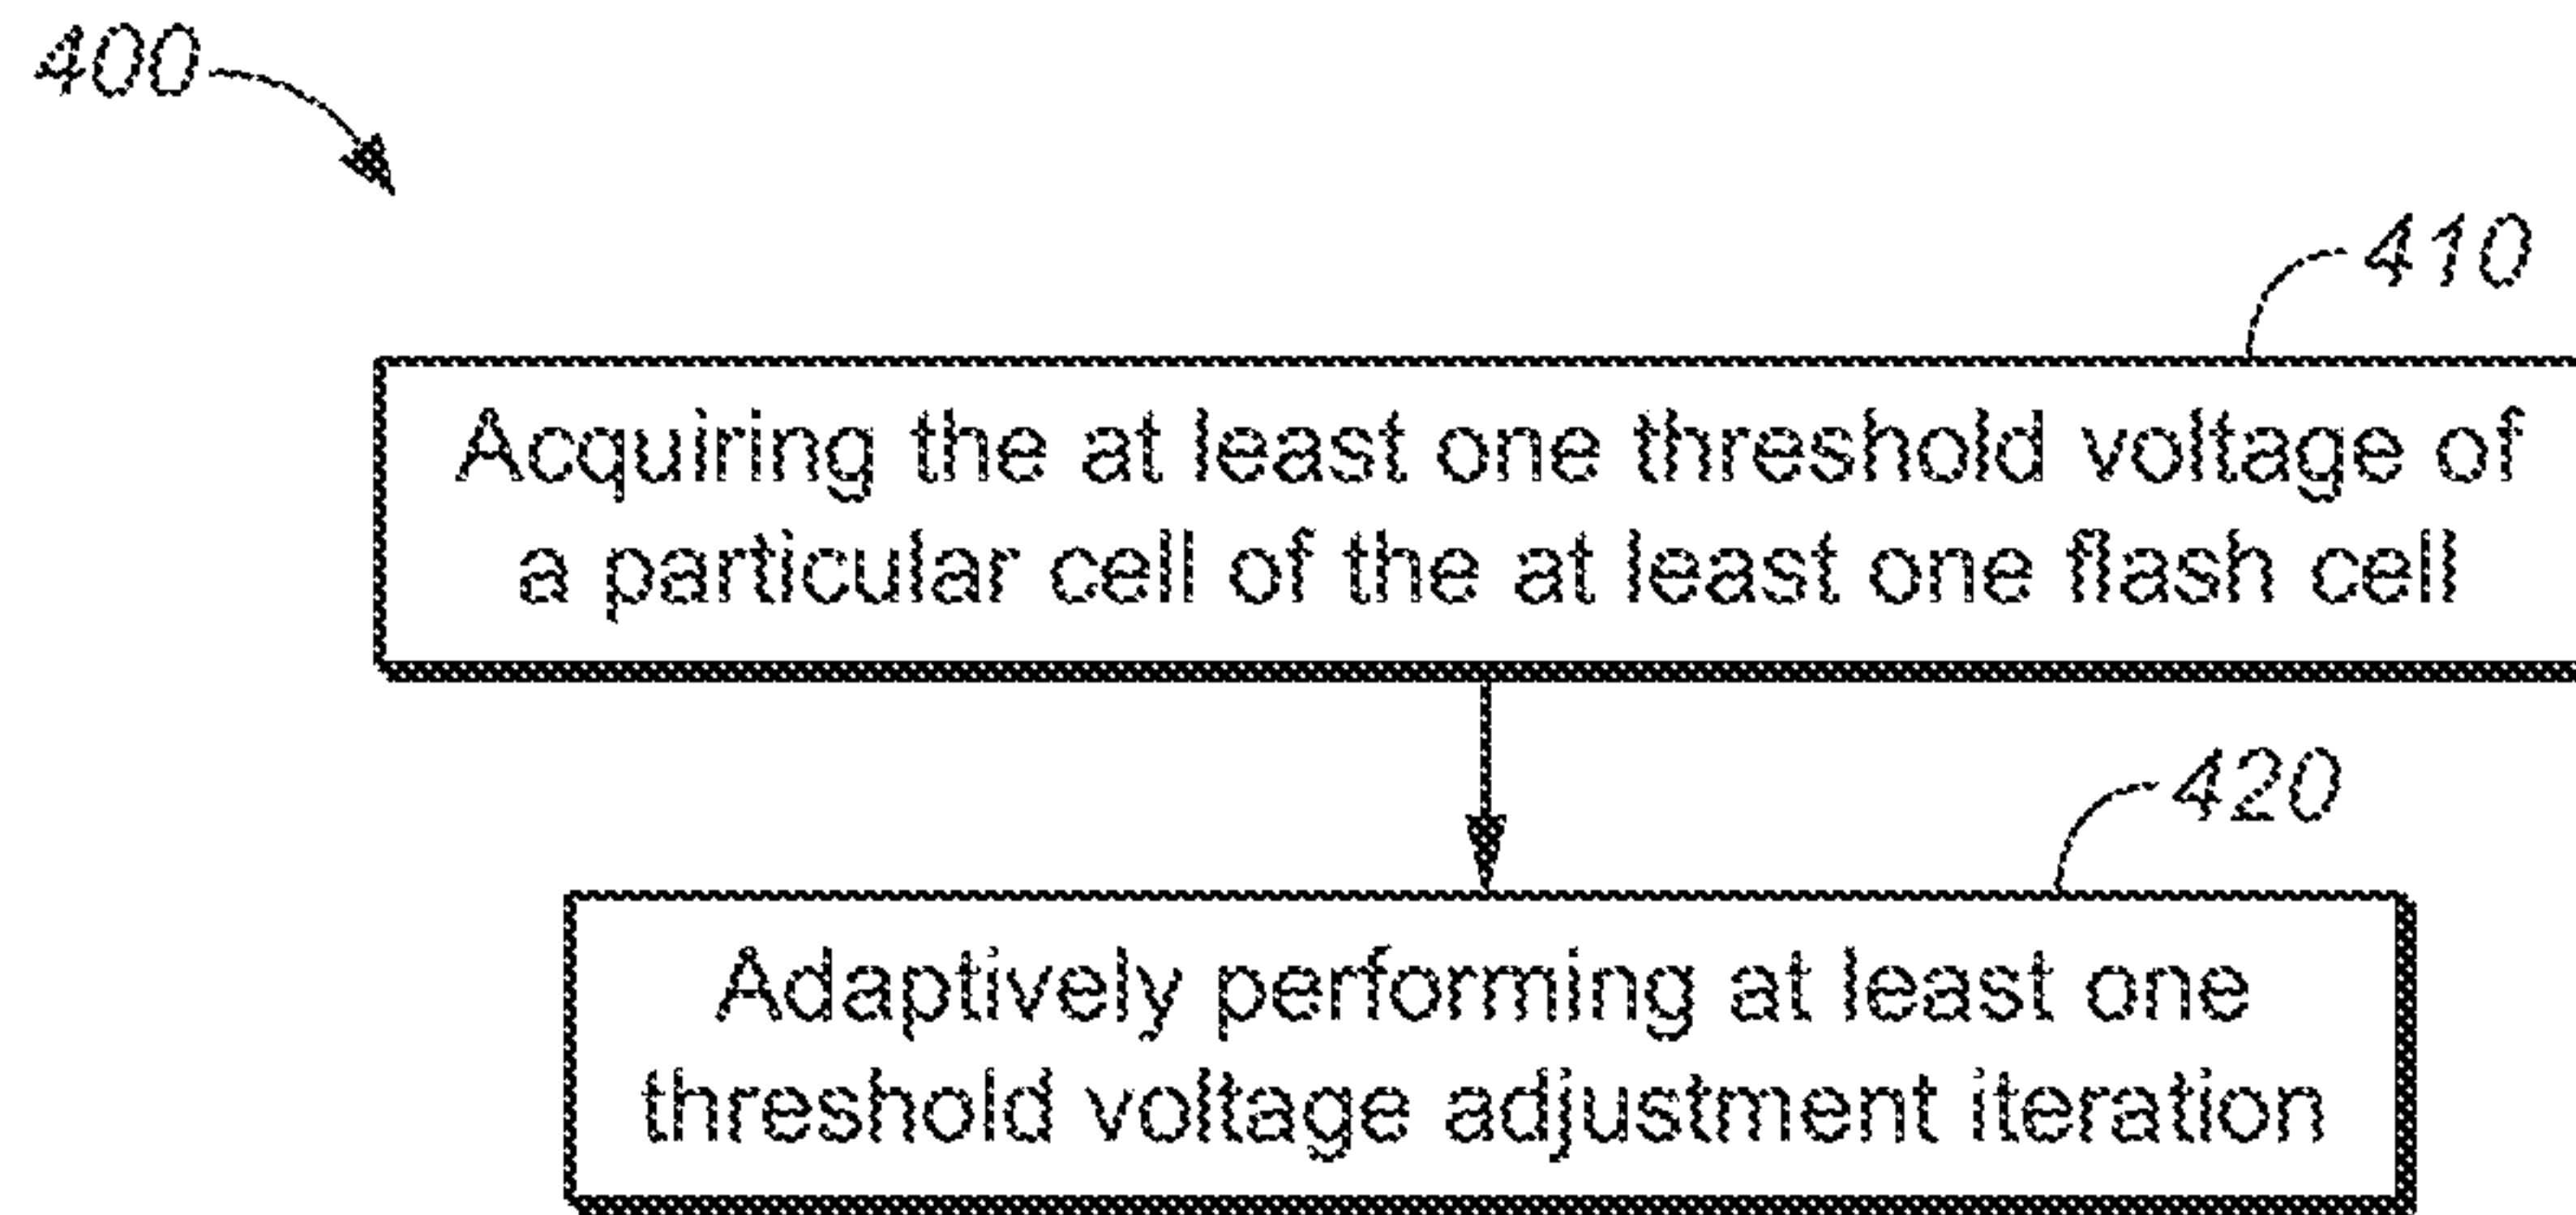 400
410
Acquiring the at least one threshold voltage of
a particular cell of the at least one flash cell
420
Adaptively performing at least one
threshold voltage adjustment iteration